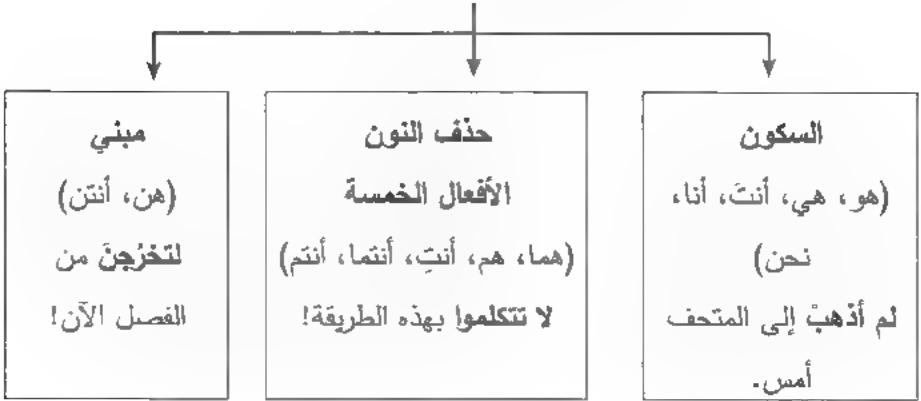 السكون
(هو، هي، أنتَ، أنا،
نحن)
لم أذهبْ إلى المتحف
أمس.
حذف النون
الأفعال الخمسة
(هما، هم، أنتِ، أنتما، أنتم)
لا تتكلموا بهذه الطريقة!
مبني
(هن، أنتن)
لتخرُجنَ من
الفصل الآن!